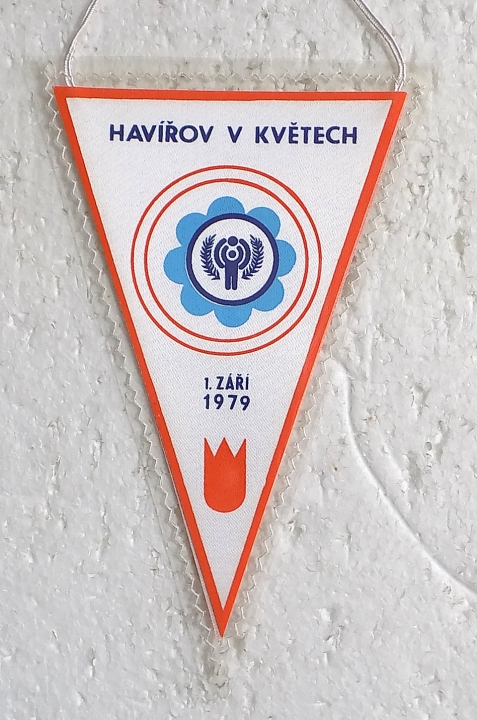 HAVÍŘOV V KVĚTECH
1. ZÁŘÍ
1979